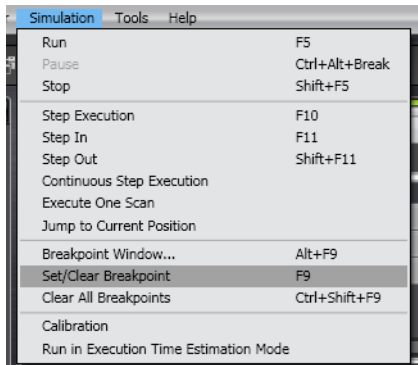 Simulation Tools Help
Run F5
Pause Ctrl+Alt+Break
Stop Shift+F5
Step Execution F10
Step In F11
Step Out Shift+F11
Continuous Step Execution
Execute One Scan
Jump to Current Position
Breakpoint Window... Alt+F9
Set/Clear Breakpoint F9
Clear All Breakpoints Ctrl+Shift+F9
Calibration
Run in Execution Time Estimation Mode